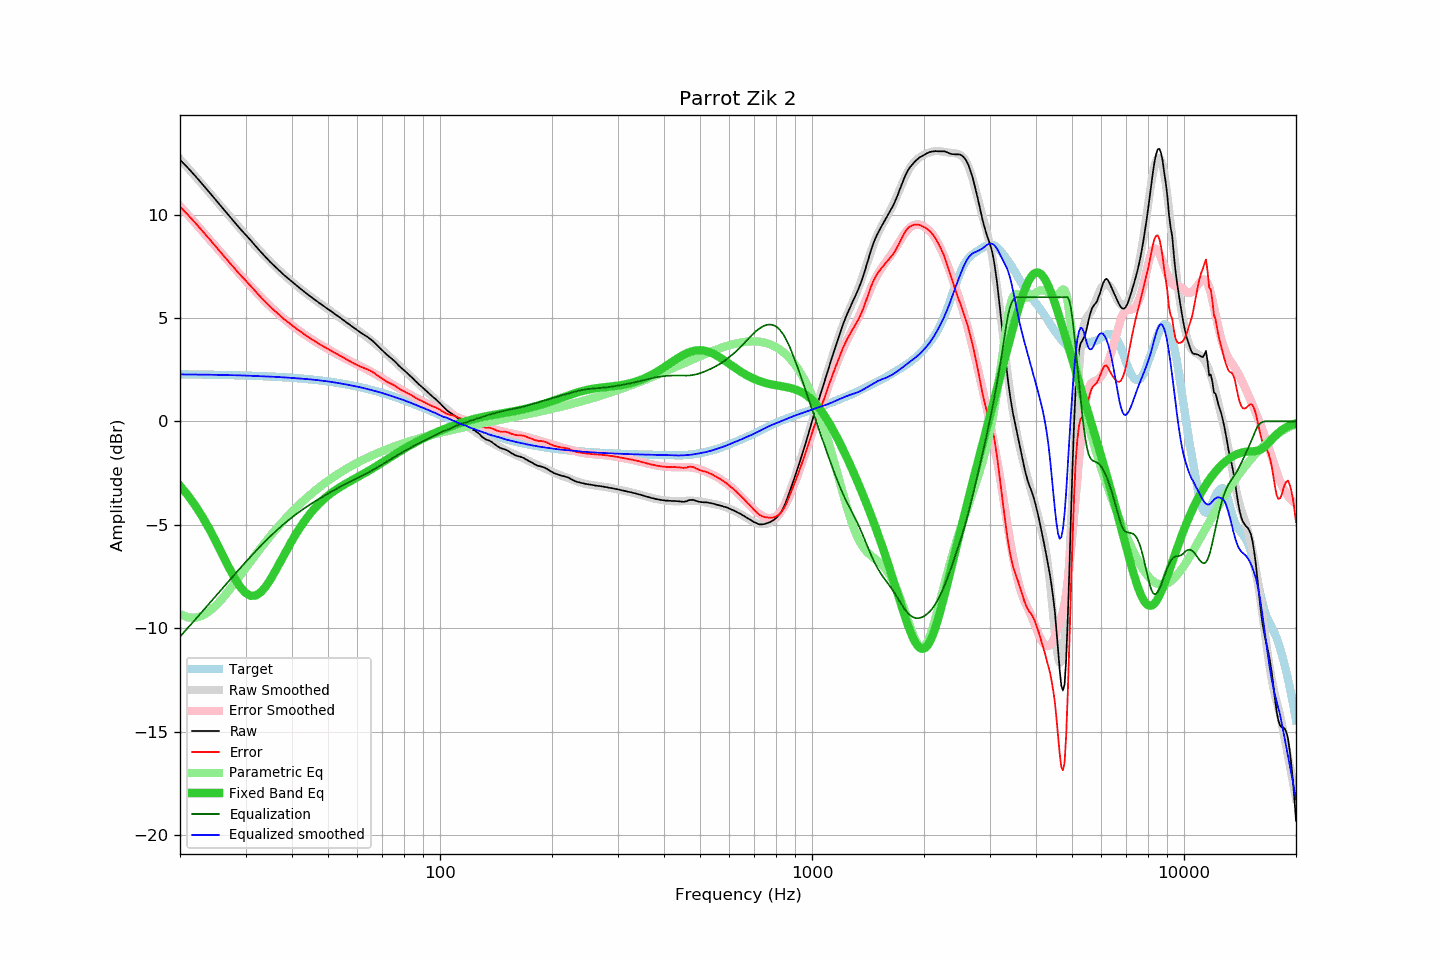 Parrot Zik 2
Amplitude (dBr)
10
5
0
−5
−10
−15
−20
Target
Raw Smoothed
Error Smoothed
Raw
Error
Parametric Eq
Fixed Band Eq
Equalization
Equalized smoothed
100
1000
10000
Frequency (Hz)